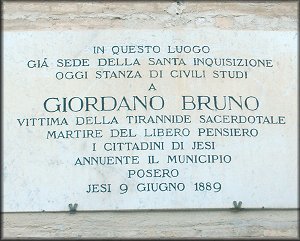 IN QUESTO LUOGO
GIÁ SEDE DELLA SANTA INQUISIZIONE
OGGI STANZA DI CIVILI STUDI
A
GIORDANO BRUNO
VITTIMA DELLA TIRANNIDE SACERDOTALE
MARTIRE DEL LIBERO PENSIERO
I CITTADINI DI JESI
ANNUENTE IL MUNICIPIO
POSERO
JESI 9 GIUGNO 1889